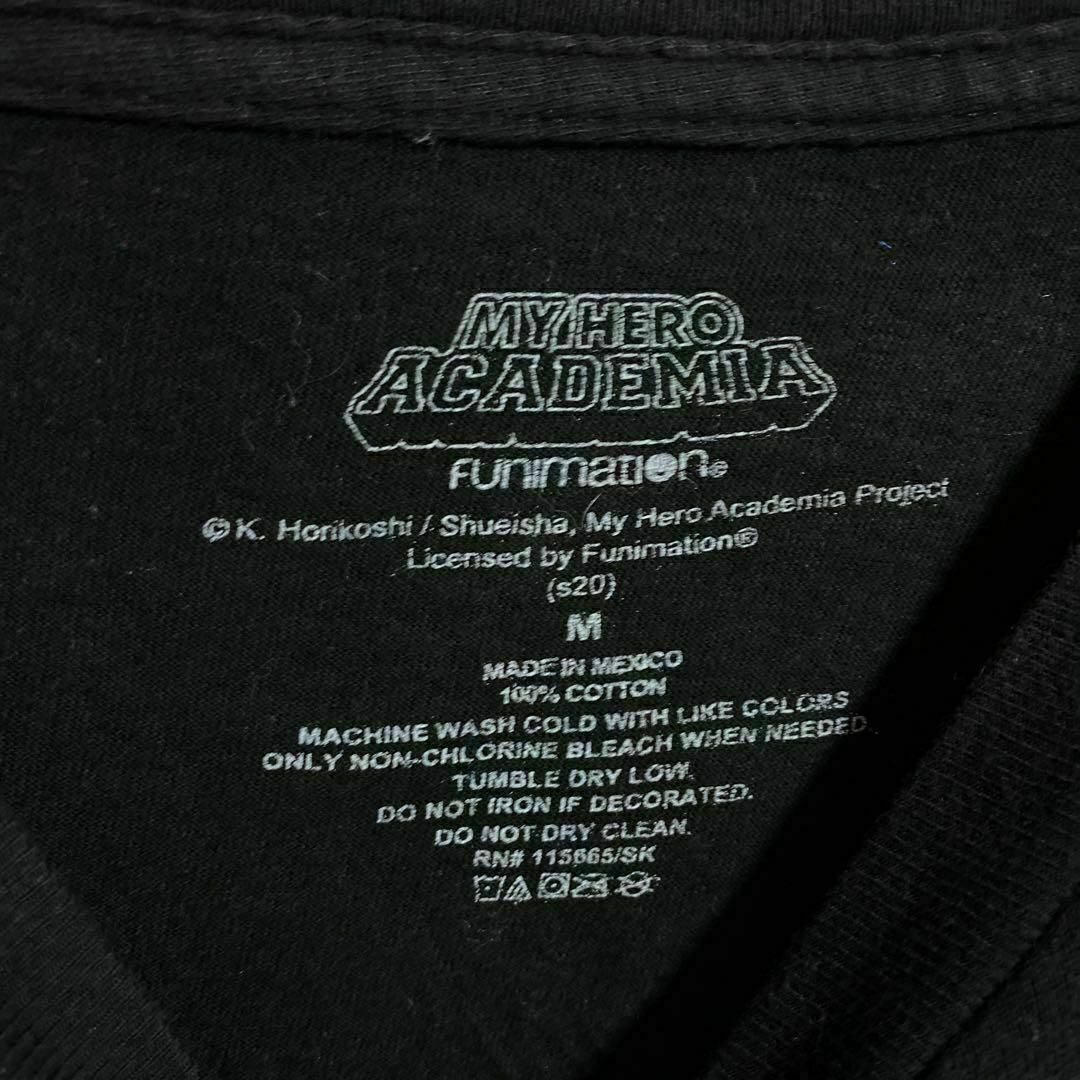 MY HERO
ACADEMIA
FUNIMATION®
© K. Horikoshi / Shueisha, My Hero Academia Project
Licensed by Funimation®
(s20)
M
MADE IN MEXICO
100% COTTON
MACHINE WASH COLD WITH LIKE COLORS
ONLY NON-CHLORINE BLEACH WHEN NEEDED
TUMBLE DRY LOW.
DO NOT IRON IF DECORATED.
DO NOT DRY CLEAN.
RN# 115665/SK